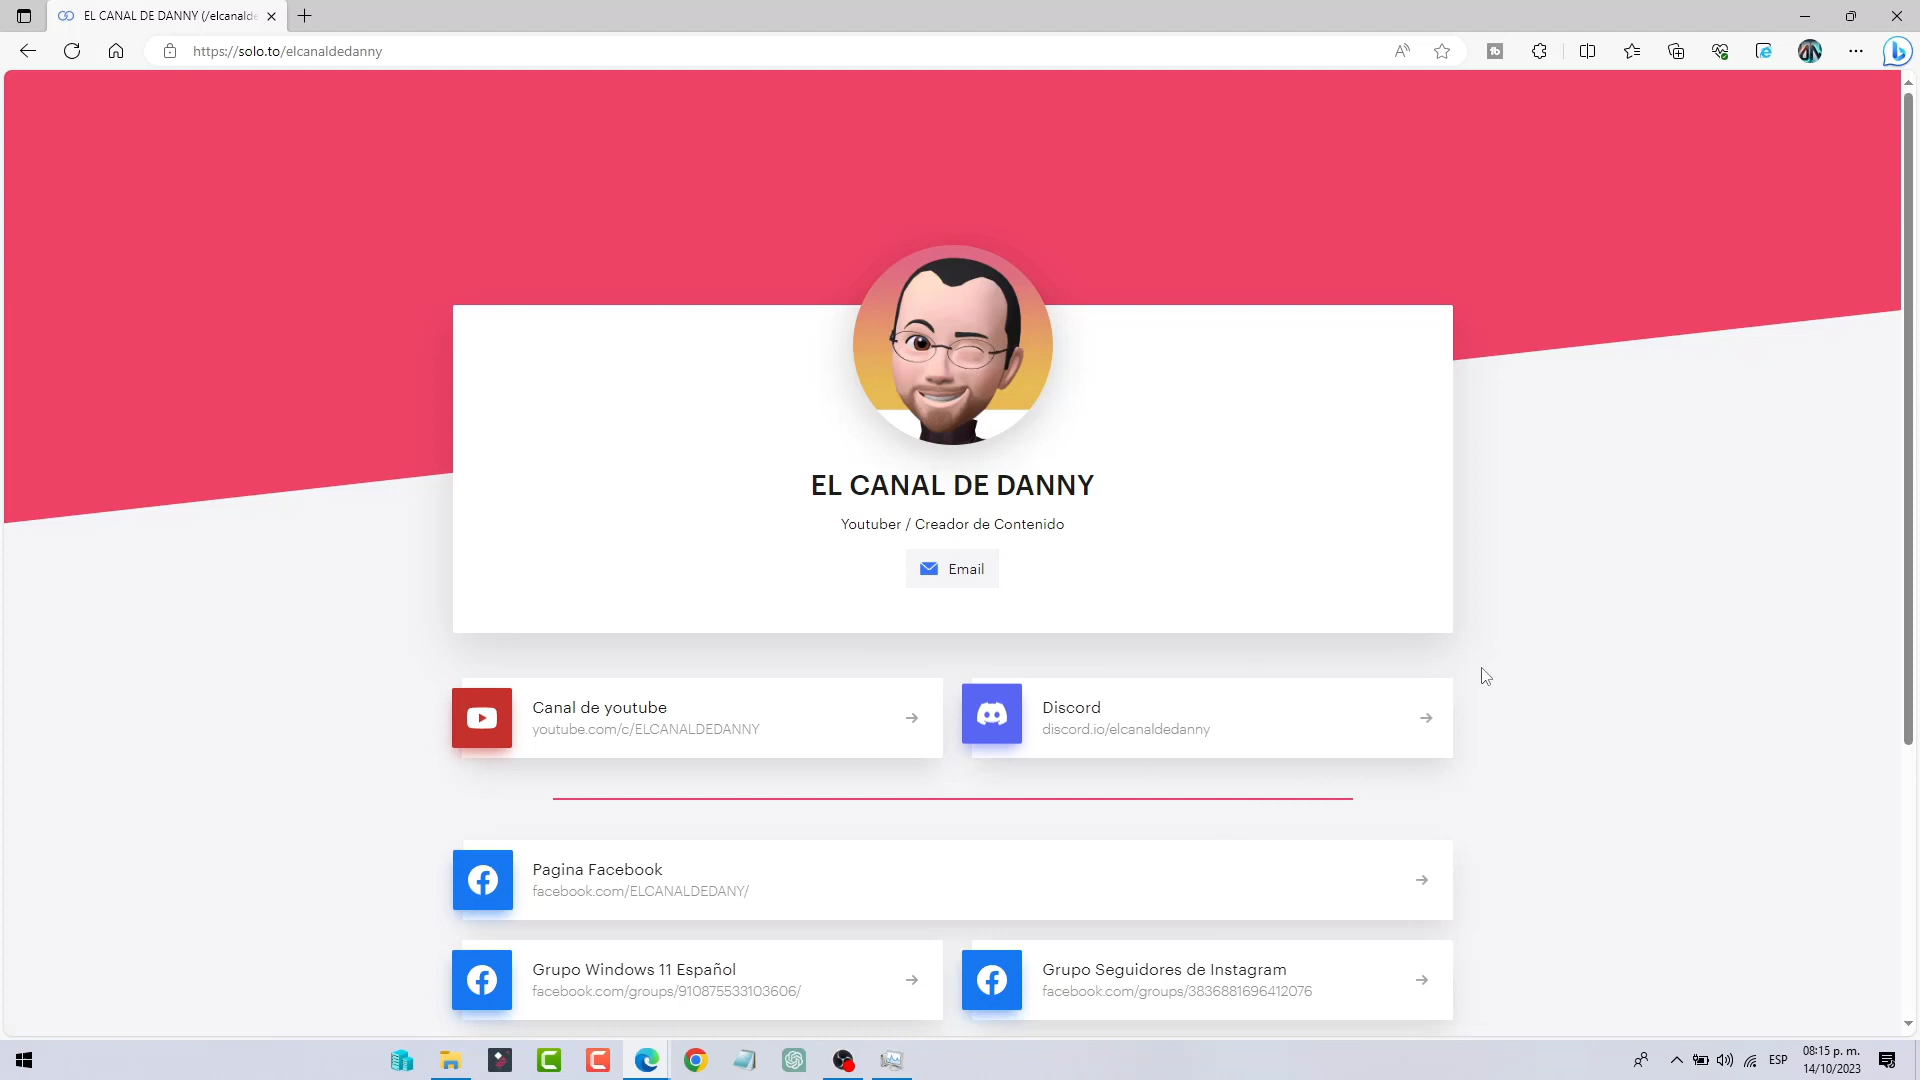 EL CANAL DE DANNY (/elcanalde
https://solo.to/elcanaldedanny
EL CANAL DE DANNY
Youtuber / Creador de Contenido
Email
Canal de youtube
youtube.com/c/ELCANALDEDANNY
Discord
discord.io/elcanaldedanny
Pagina Facebook
facebook.com/ELCANALDEDANY/
Grupo Windows 11 Español
facebook.com/groups/910875533103606/
Grupo Seguidores de Instagram
facebook.com/groups/3836881696412076
ESP
08:15 p. m.
14/10/2023